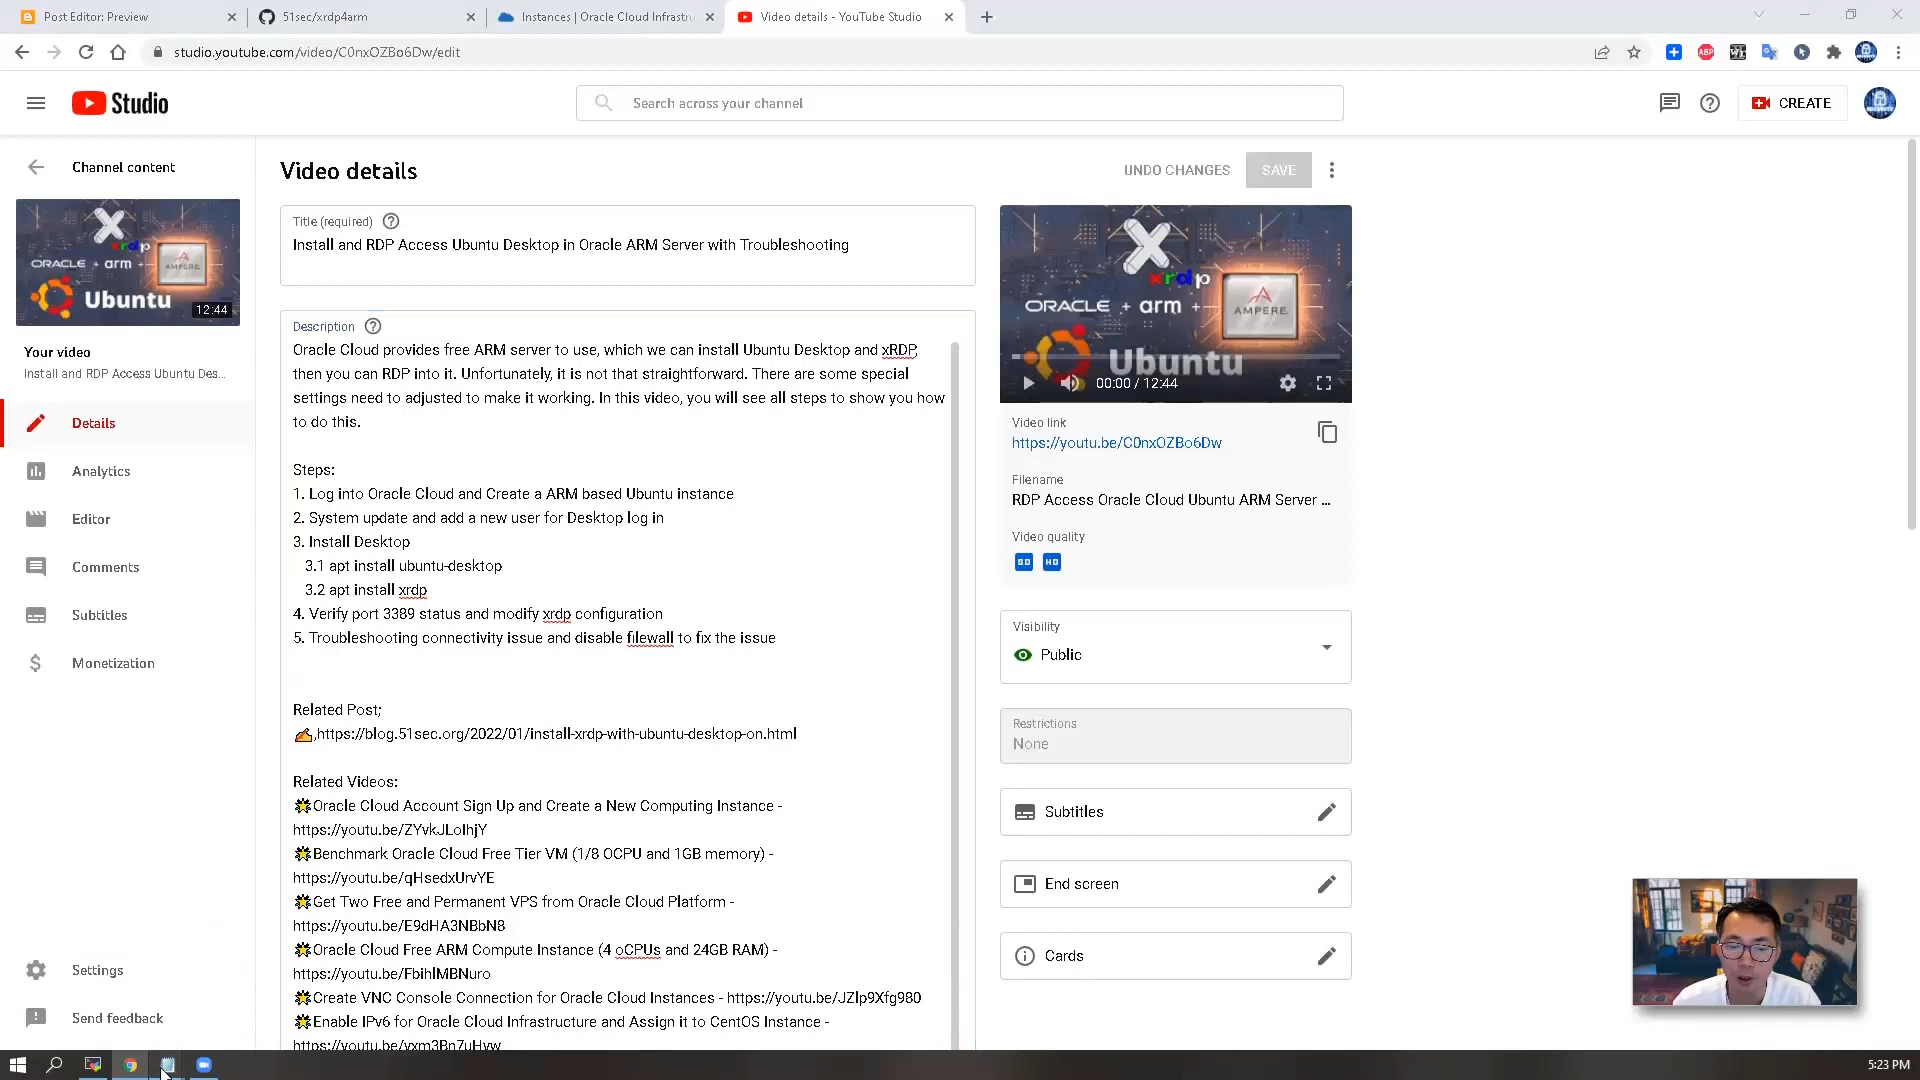 Post Editor: Preview
51sec/xrdp4arm
Instances | Oracle Cloud Infrastru
Video details - YouTube Studio
studio.youtube.com/video/C0nxOZBo6Dw/edit
ABP
Studio
Search across your channel
CREATE
Channel content
X
xrdp
ORACLE + arm +
AMPERE.
Ubuntu
12:44
Your video
Install and RDP Access Ubuntu Des...
Details
Analytics
Editor
Comments
Subtitles
Monetization
Settings
Send feedback
Video details
UNDO CHANGES
SAVE
Title (required)
Install and RDP Access Ubuntu Desktop in Oracle ARM Server with Troubleshooting
Description
Oracle Cloud provides free ARM server to use, which we can install Ubuntu Desktop and xRDP,
then you can RDP into it. Unfortunately, it is not that straightforward. There are some special
settings need to adjusted to make it working. In this video, you will see all steps to show you how
to do this.
Steps:
1. Log into Oracle Cloud and Create a ARM based Ubuntu instance
2. System update and add a new user for Desktop log in
3. Install Desktop
3.1 apt install ubuntu-desktop
3.2 apt install xrdp
4. Verify port 3389 status and modify xrdp configuration
5. Troubleshooting connectivity issue and disable filewall to fix the issue
Related Post;
✍,https://blog.51sec.org/2022/01/install-xrdp-with-ubuntu-desktop-on.html
Related Videos:
🌟Oracle Cloud Account Sign Up and Create a New Computing Instance -
https://youtu.be/ZYvkJLoIhjY
🌟Benchmark Oracle Cloud Free Tier VM (1/8 OCPU and 1GB memory) -
https://youtu.be/qHsedxUrvYE
🌟Get Two Free and Permanent VPS from Oracle Cloud Platform -
https://youtu.be/E9dHA3NBbN8
🌟Oracle Cloud Free ARM Compute Instance (4 oCPUs and 24GB RAM) -
https://youtu.be/FbihlMBNuro
🌟Create VNC Console Connection for Oracle Cloud Instances - https://youtu.be/JZlp9Xfg980
🌟Enable IPv6 for Oracle Cloud Infrastructure and Assign it to CentOS Instance -
https://youtu.be/vxm3Bn7uHvw
X
xrdp
ORACLE + arm +
AMPERE.
Ubuntu
00:00 / 12:44
Video link
https://youtu.be/C0nxOZBo6Dw
Filename
RDP Access Oracle Cloud Ubuntu ARM Server ...
Video quality
SD HD
Visibility
Public
Restrictions
None
Subtitles
End screen
Cards
5:23 PM